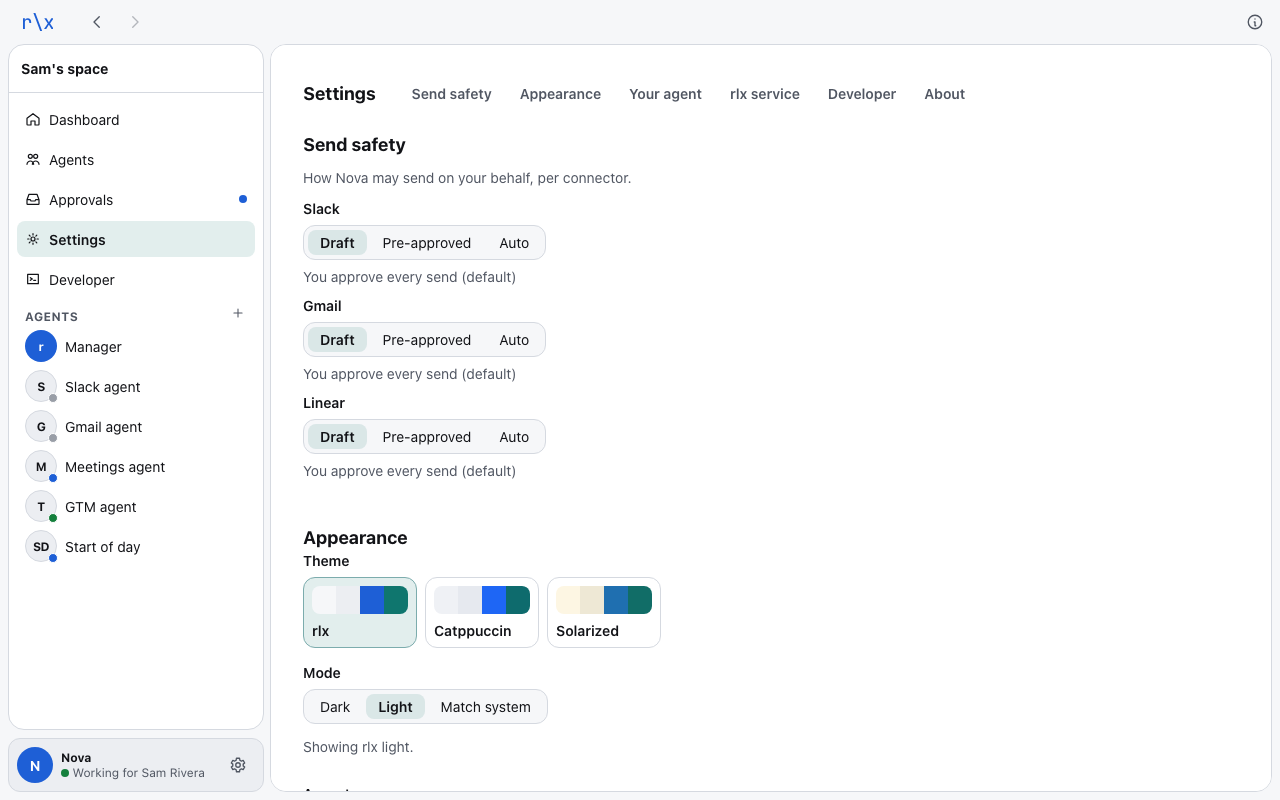 r\x
Sam's space
Dashboard
Agents
Approvals
Settings
Developer
AGENTS
r Manager
S Slack agent
G Gmail agent
M Meetings agent
T GTM agent
SD Start of day
N Nova
Working for Sam Rivera
Settings Send safety Appearance Your agent rlx service Developer About
Send safety
How Nova may send on your behalf, per connector.
Slack
Draft Pre-approved Auto
You approve every send (default)
Gmail
Draft Pre-approved Auto
You approve every send (default)
Linear
Draft Pre-approved Auto
You approve every send (default)
Appearance
Theme
rlx Catppuccin Solarized
Mode
Dark Light Match system
Showing rlx light.